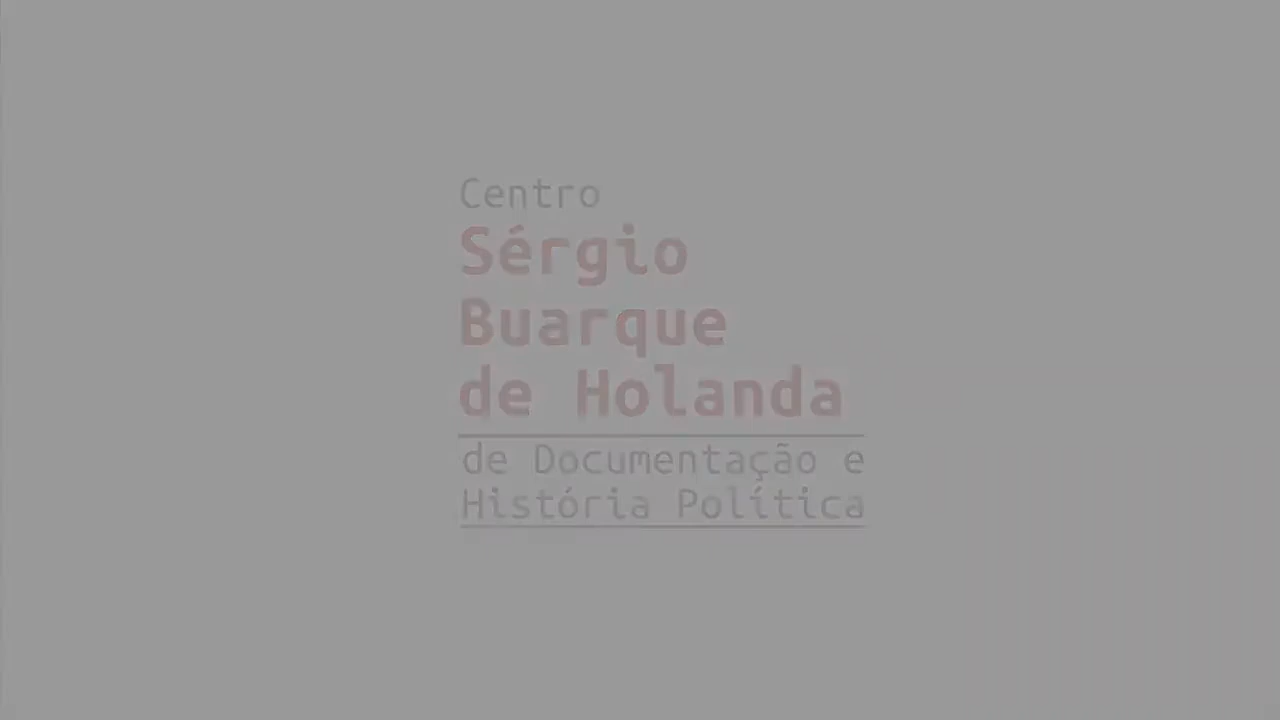 Centro
Sérgio
Buarque
de Holanda
de Documentação e
História Política